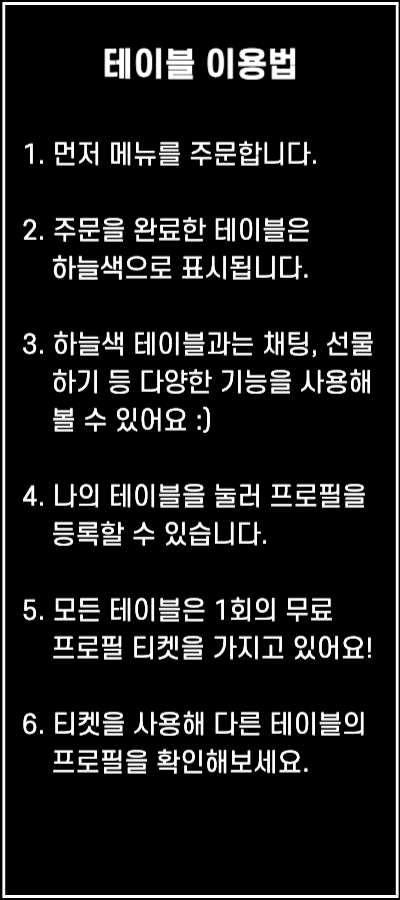 테이블 이용법
1. 먼저 메뉴를 주문합니다.
2. 주문을 완료한 테이블은
하늘색으로 표시됩니다.
3. 하늘색 테이블과는 채팅, 선물
하기 등 다양한 기능을 사용해
볼 수 있어요 :)
4. 나의 테이블을 눌러 프로필을
등록할 수 있습니다.
5. 모든 테이블은 1회의 무료
프로필 티켓을 가지고 있어요!
6. 티켓을 사용해 다른 테이블의
프로필을 확인해보세요.